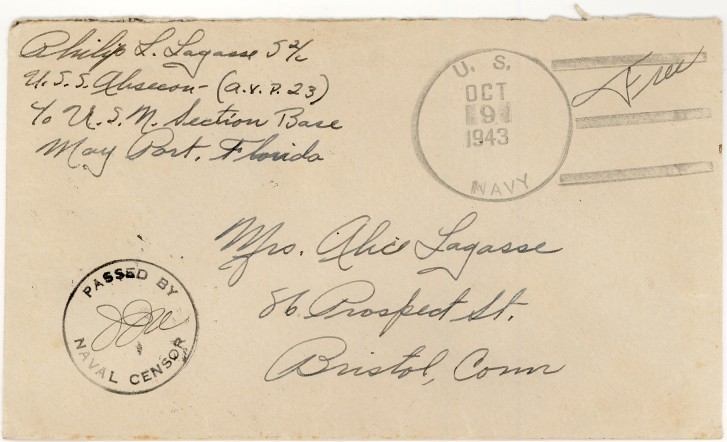 Philip L. Lagasse S 2/c
U.S.S. Absecon - (A.V.P. 23)
℅ U.S.N. Section Base
May Port, Florida
U. S.
OCT
9
1943
NAVY
Free
Mrs. Alice Lagasse
86 Prospect St.
Bristol, Conn
PASSED BY
NAVAL CENSOR